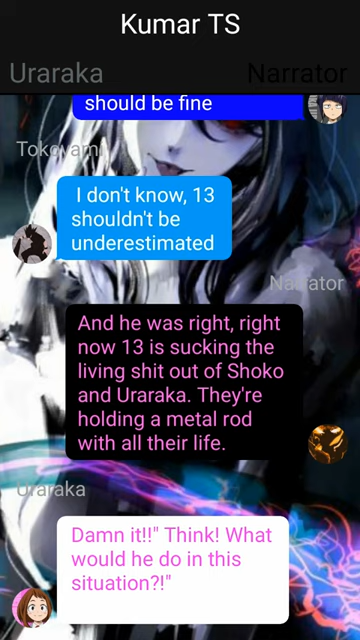 Kumar TS
Uraraka
Narrator
should be fine
Tokoyami
I don't know, 13
shouldn't be
underestimated
Narrator
And he was right, right
now 13 is sucking the
living shit out of Shoko
and Uraraka. They're
holding a metal rod
with all their life.
Uraraka
Damn it!!" Think! What
would he do in this
situation?!"